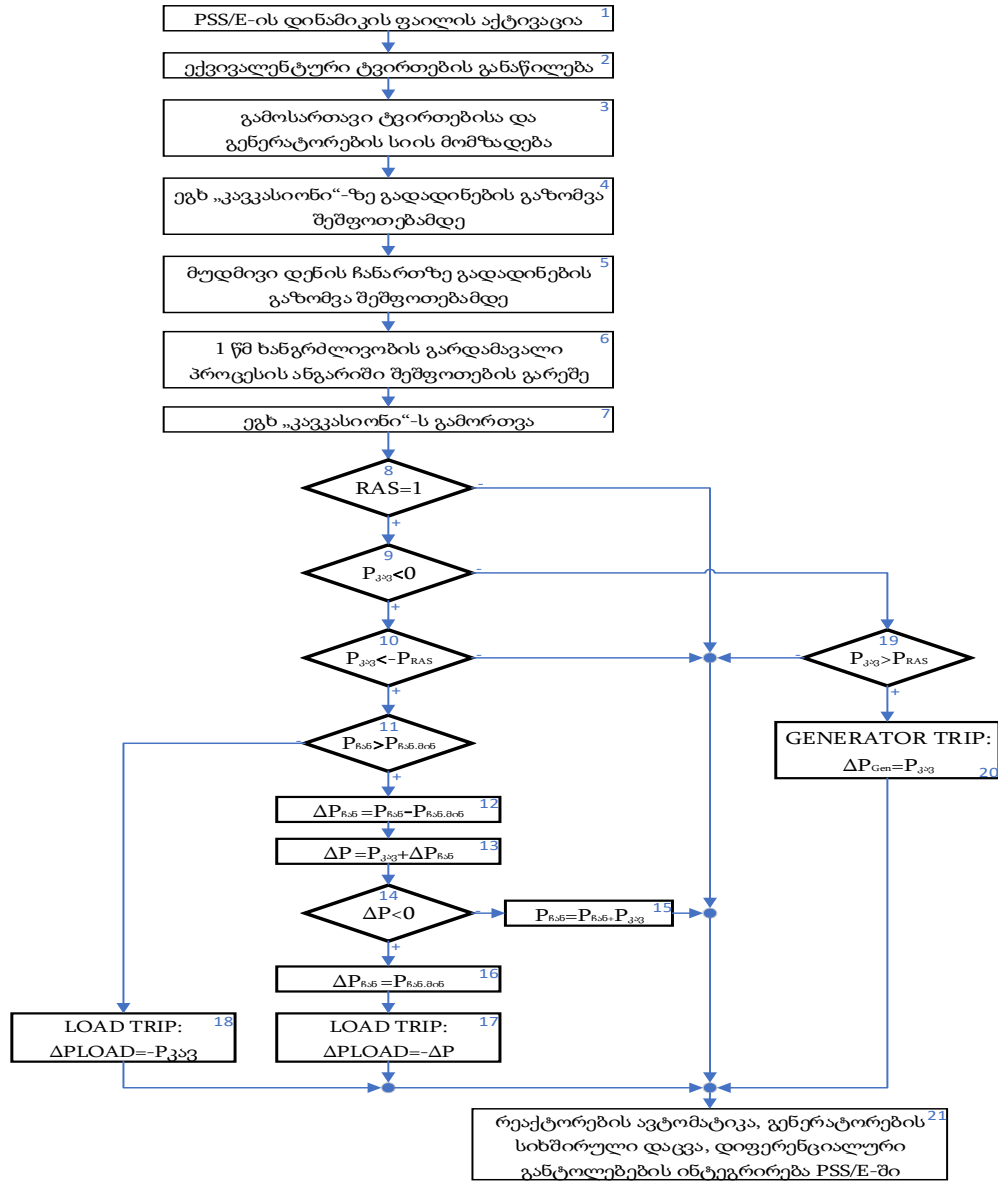 PSS/E-ის დინამიკის ფაილის აქტივაცია 1
ექვივალენტური ტვირთების განაწილება 2
გამოსართავი ტვირთებისა და 3
გენერატორების სიის მომზადება
ეგხ „კავკასიონი“-ზე გადადინების გაზომვა 4
შეშფოთებამდე
მუდმივი დენის ჩანართზე გადადინების 5
გაზომვა შეშფოთებამდე
1 წმ ხანგრძლივობის გარდამავალი 6
პროცესის ანგარიში შეშფოთების გარეშე
ეგხ „კავკასიონი“-ს გამორთვა 7
8
RAS=1
-
+
9
Pკავ<0
-
+
10
Pკავ<-PRAS
-
+
19
Pკავ>PRAS
-
+
11
Pჩან>Pჩან.მინ
-
+
GENERATOR TRIP:
ΔPGen=Pკავ 20
ΔPჩან=Pჩან-Pჩან.მინ 12
ΔP=Pკავ+ΔPჩან 13
14
ΔP<0
-
+
Pჩან=Pჩან+Pკავ 15
ΔPჩან=Pჩან.მინ 16
LOAD TRIP: 18
ΔPLOAD=-Pკავ
LOAD TRIP: 17
ΔPLOAD=-ΔP
რეაქტორების ავტომატიკა, გენერატორების 21
სიხშირული დაცვა, დიფერენციალური
განტოლებების ინტეგრირება PSS/E-ში